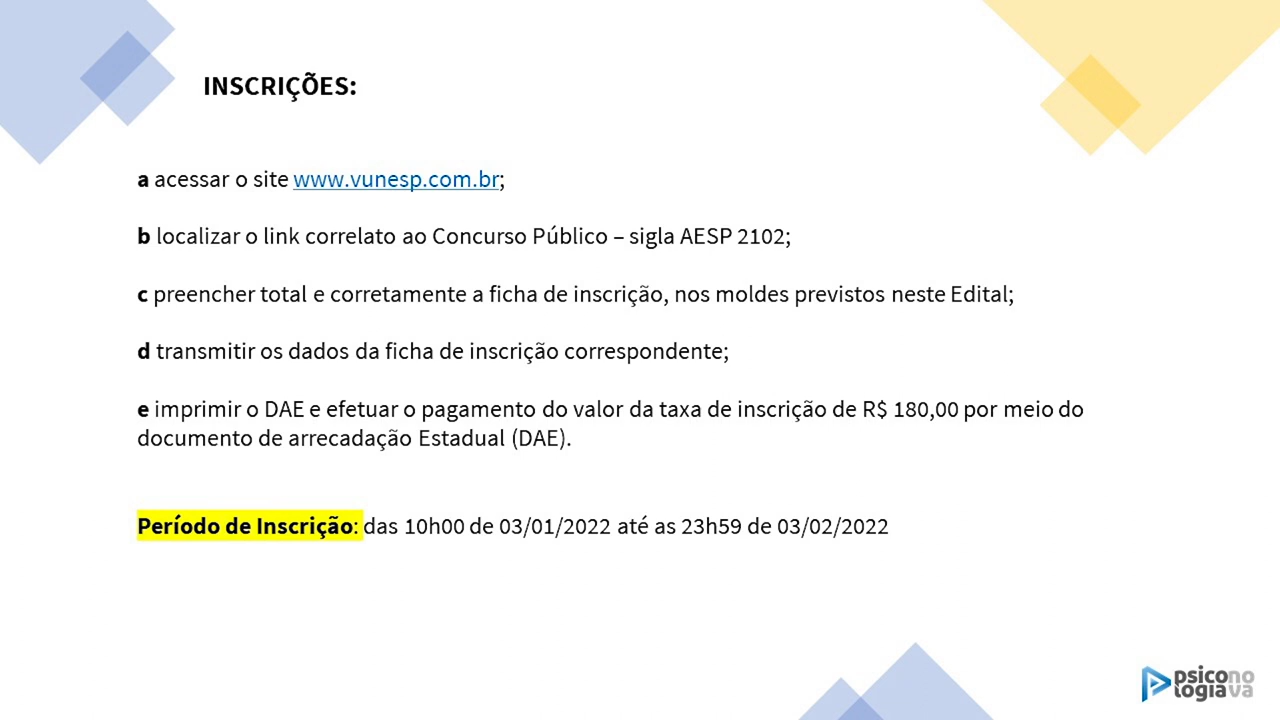 INSCRIÇÕES:
a acessar o site www.vunesp.com.br;
b localizar o link correlato ao Concurso Público – sigla AESP 2102;
c preencher total e corretamente a ficha de inscrição, nos moldes previstos neste Edital;
d transmitir os dados da ficha de inscrição correspondente;
e imprimir o DAE e efetuar o pagamento do valor da taxa de inscrição de R$ 180,00 por meio do
documento de arrecadação Estadual (DAE).
Período de Inscrição: das 10h00 de 03/01/2022 até as 23h59 de 03/02/2022
psicono
logiava